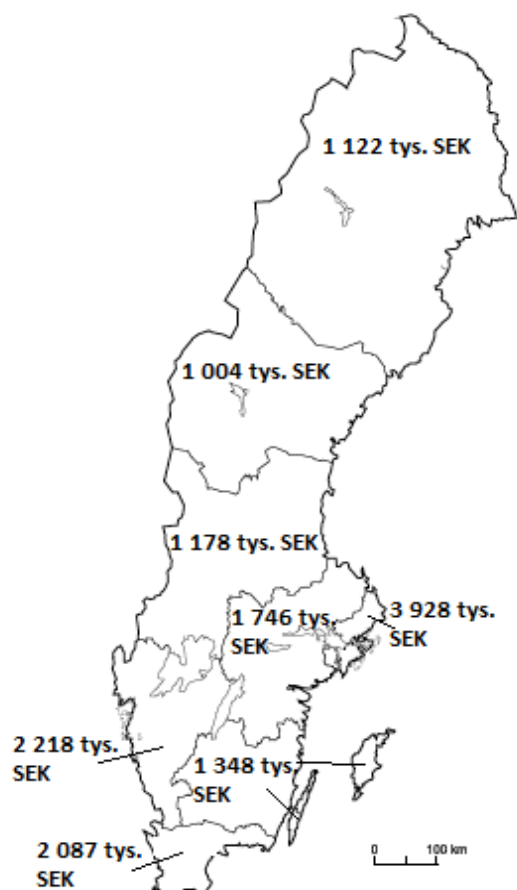 1 122 tys. SEK
1 004 tys. SEK
1 178 tys. SEK
1 746 tys.
SEK
3 928 tys.
SEK
2 218 tys.
SEK
1 348 tys.
SEK
2 087 tys.
SEK
0 100 km